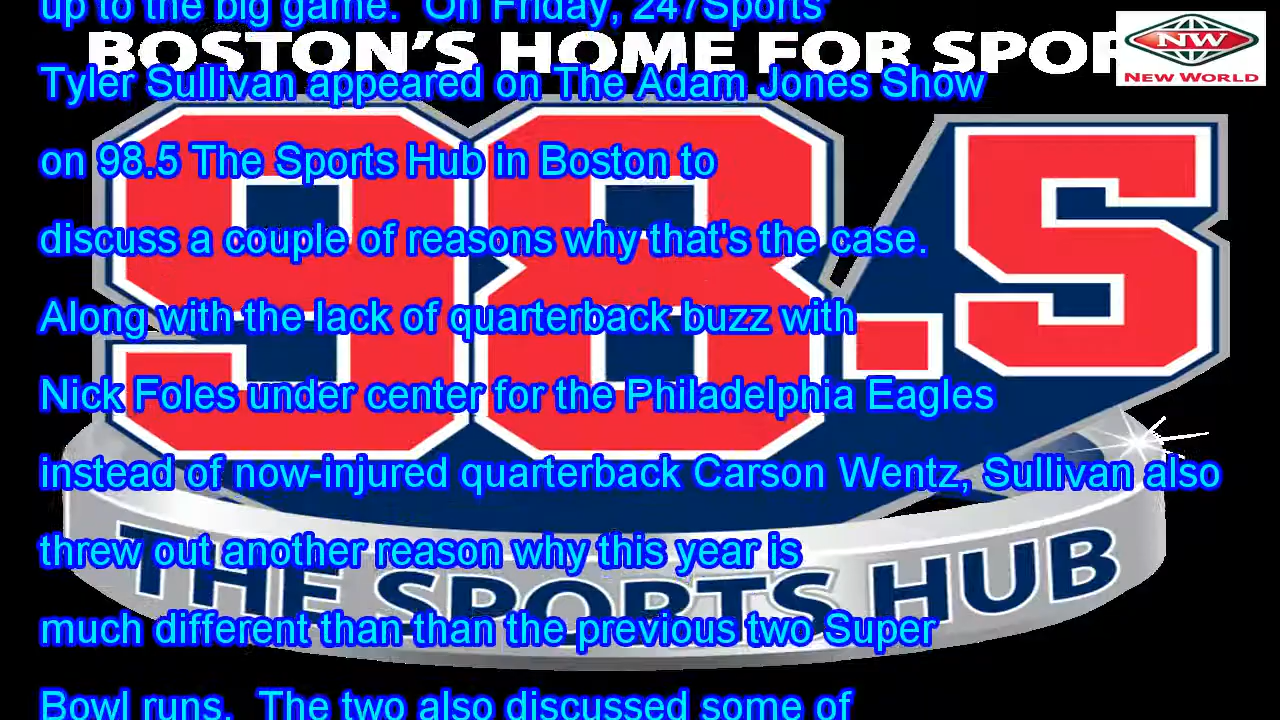 up to the big game.  On Friday, 247Sports'
BOSTON'S HOME FOR SPOR
NW
NEW WORLD
Tyler Sullivan appeared on The Adam Jones Show
on 98.5 The Sports Hub in Boston to
discuss a couple of reasons why that's the case.
Along with the lack of quarterback buzz with
Nick Foles under center for the Philadelphia Eagles
instead of now-injured quarterback Carson Wentz, Sullivan also
threw out another reason why this year is
much different than than the previous two Super
Bowl runs.  The two also discussed some of
98.5
THE SPORTS HUB